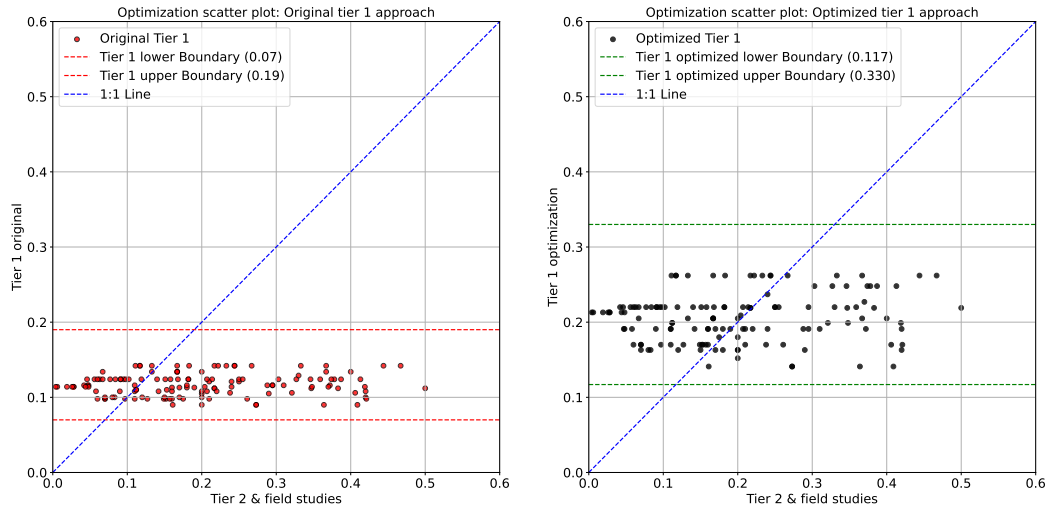 Optimization scatter plot: Original tier 1 approach
0.6
Original Tier 1
Tier 1 lower Boundary (0.07)
Tier 1 upper Boundary (0.19)
1:1 Line
0.5
0.4
0.3
0.2
0.1
0.0
Tier 1 original
0.0 0.1 0.2 0.3 0.4 0.5 0.6
Tier 2 & field studies
Optimization scatter plot: Optimized tier 1 approach
0.6
Optimized Tier 1
Tier 1 optimized lower Boundary (0.117)
Tier 1 optimized upper Boundary (0.330)
1:1 Line
0.5
0.4
0.3
0.2
0.1
0.0
Tier 1 optimization
0.0 0.1 0.2 0.3 0.4 0.5 0.6
Tier 2 & field studies